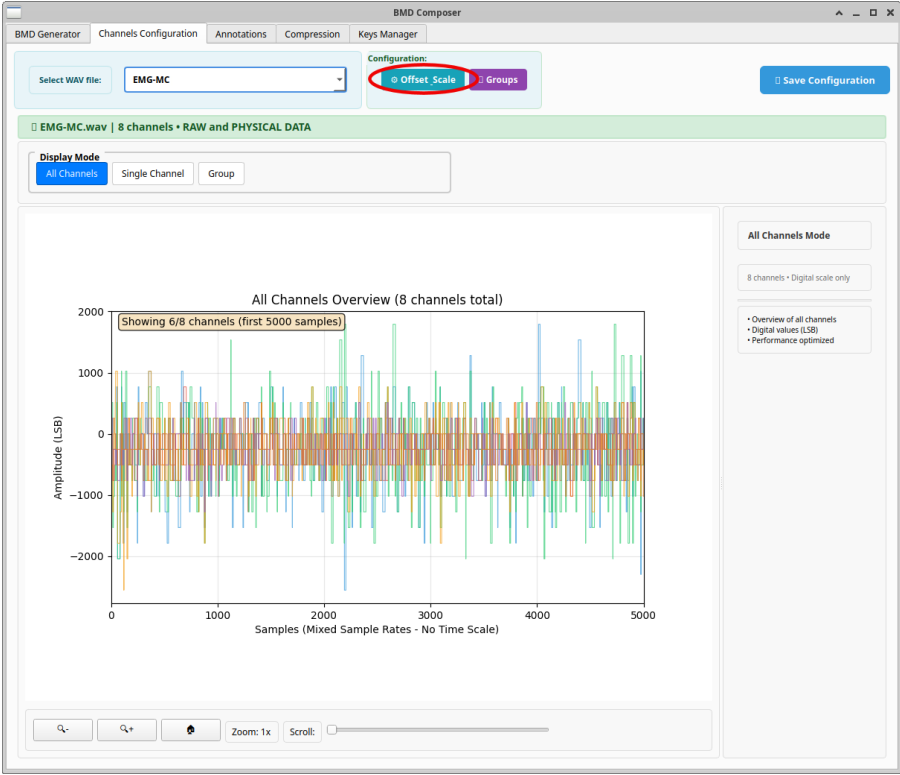 BMD Composer
BMD Generator
Channels Configuration
Annotations
Compression
Keys Manager
Configuration:
Select WAV file:
EMG-MC
Offset_Scale
Groups
Save Configuration
EMG-MC.wav | 8 channels • RAW and PHYSICAL DATA
Display Mode
All Channels
Single Channel
Group
All Channels Mode
8 channels • Digital scale only
• Overview of all channels
• Digital values (LSB)
• Performance optimized
All Channels Overview (8 channels total)
Showing 6/8 channels (first 5000 samples)
2000
1000
0
−1000
−2000
Amplitude (LSB)
0 1000 2000 3000 4000 5000
Samples (Mixed Sample Rates - No Time Scale)
Zoom: 1x
Scroll: